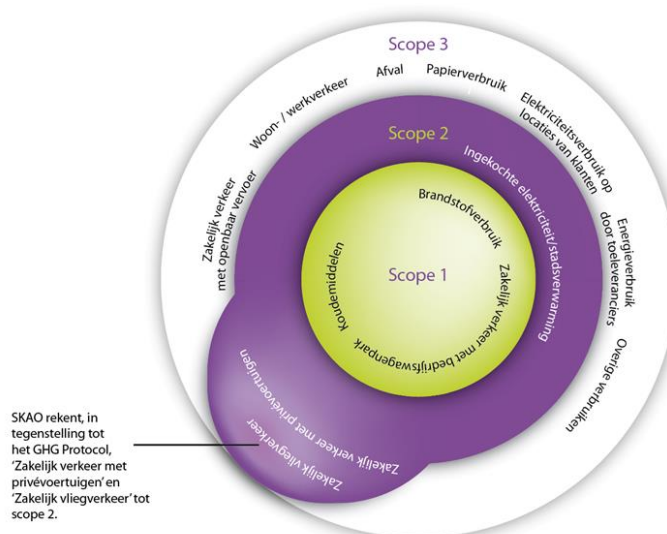 Scope 3
Afval
Papierverbruik
Woon- / werkverkeer
Elektriciteitsverbruik op
locaties van klanten
Zakelijk verkeer
met openbaar vervoer
Energieverbruik
door toeleveranciers
Overige verbruiken
Scope 2
Ingekochte elektriciteit/stadsverwarming
Scope 1
Brandstofverbruik
Zakelijk verkeer met bedrijfswagenpark
Koudemiddelen
Zakelijk verkeer met privévoertuigen
Zakelijk vliegverkeer
SKAO rekent, in
tegenstelling tot
het GHG Protocol,
‘Zakelijk verkeer met
privévoertuigen’ en
‘Zakelijk vliegverkeer’ tot
scope 2.